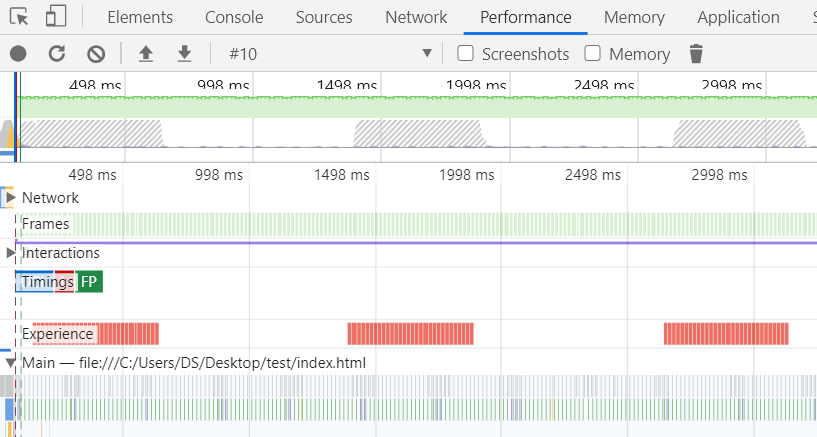 Elements Console Sources Network Performance Memory Application
#10 Screenshots Memory
498 ms 998 ms 1498 ms 1998 ms 2498 ms 2998 ms
498 ms 998 ms 1498 ms 1998 ms 2498 ms 2998 ms
Network
Frames
Interactions
Timings FP
Experience
Main — file:///C:/Users/DS/Desktop/test/index.html